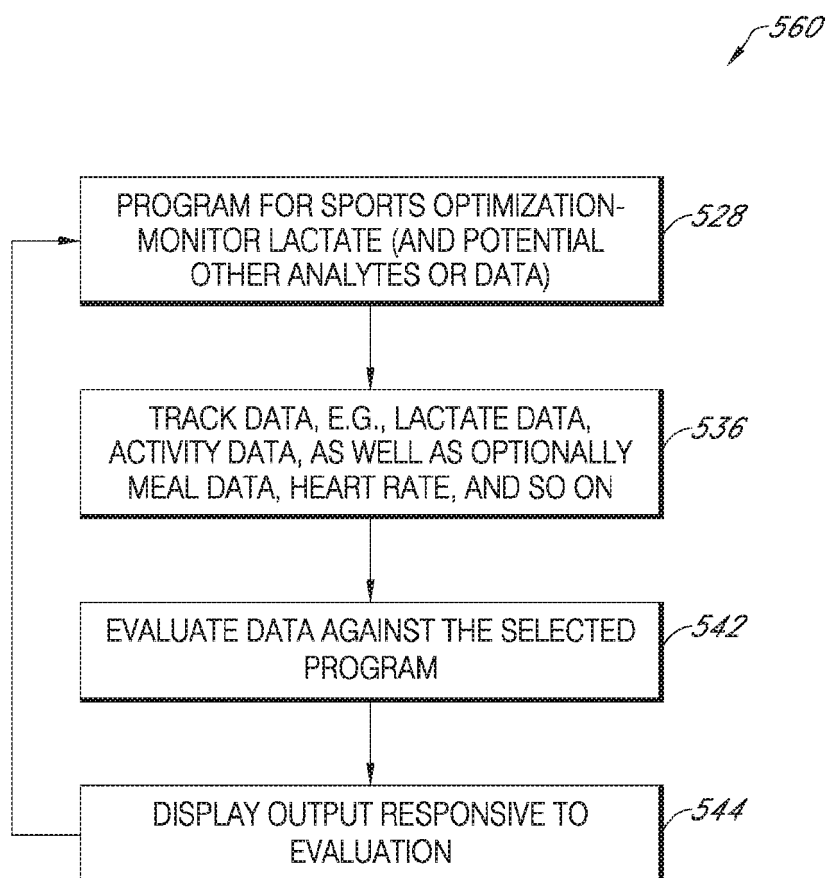 560
PROGRAM FOR SPORTS OPTIMIZATION-
MONITOR LACTATE (AND POTENTIAL
OTHER ANALYTES OR DATA)
528
TRACK DATA, E.G., LACTATE DATA,
ACTIVITY DATA, AS WELL AS OPTIONALLY
MEAL DATA, HEART RATE, AND SO ON
536
EVALUATE DATA AGAINST THE SELECTED
PROGRAM
542
DISPLAY OUTPUT RESPONSIVE TO
EVALUATION
544